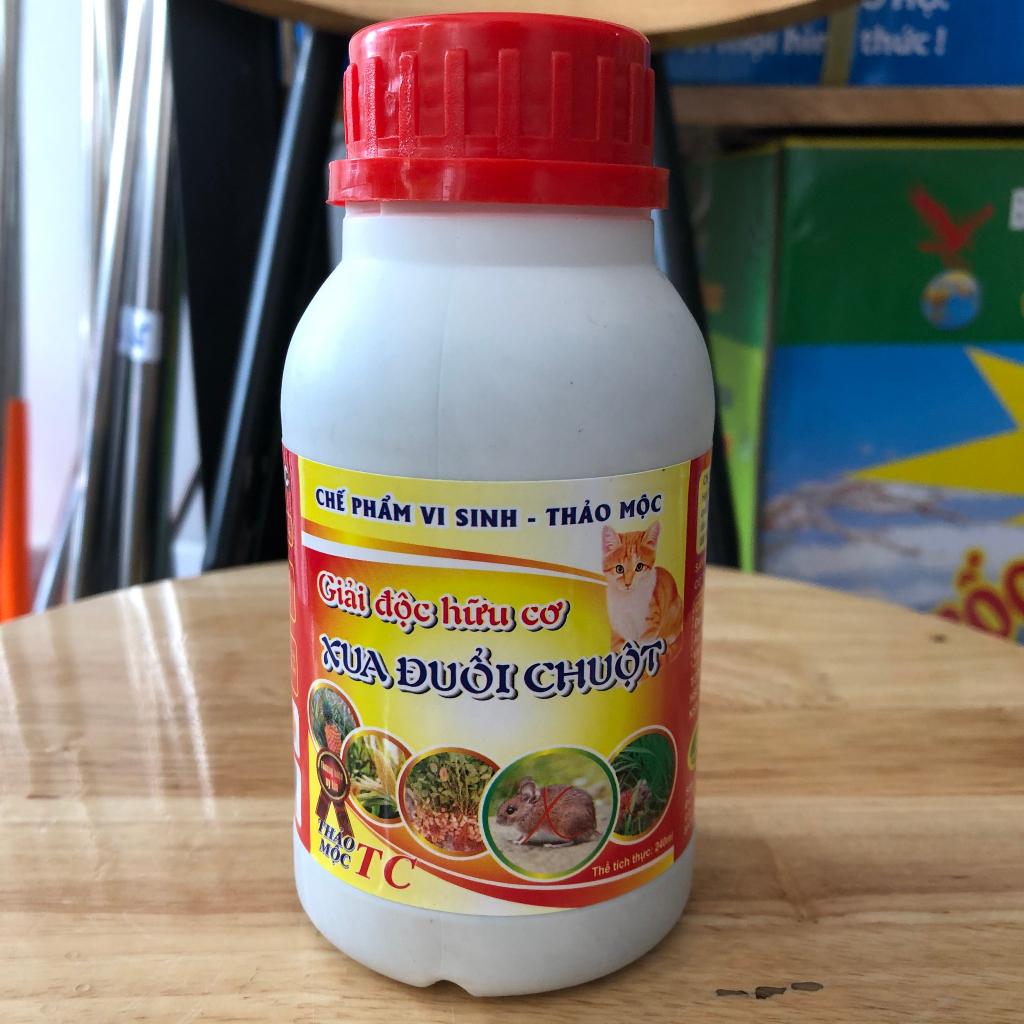 thức !
CHẾ PHẨM VI SINH - THẢO MỘC
Giải độc hữu cơ
XUA ĐUỔI CHUỘT
THẢO
MỘC TC
Thể tích thực: 240ml